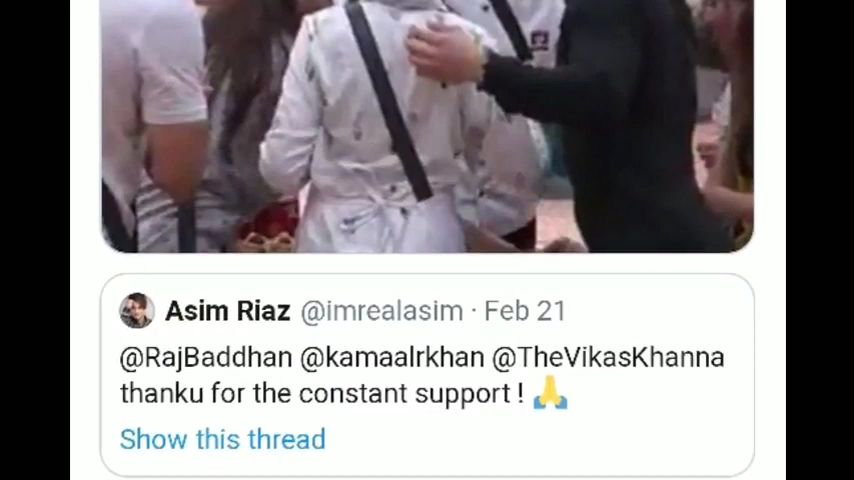 Asim Riaz @imrealasim · Feb 21
@RajBaddhan @kamaalrkhan @TheVikasKhanna
thanku for the constant support ! 🙏
Show this thread